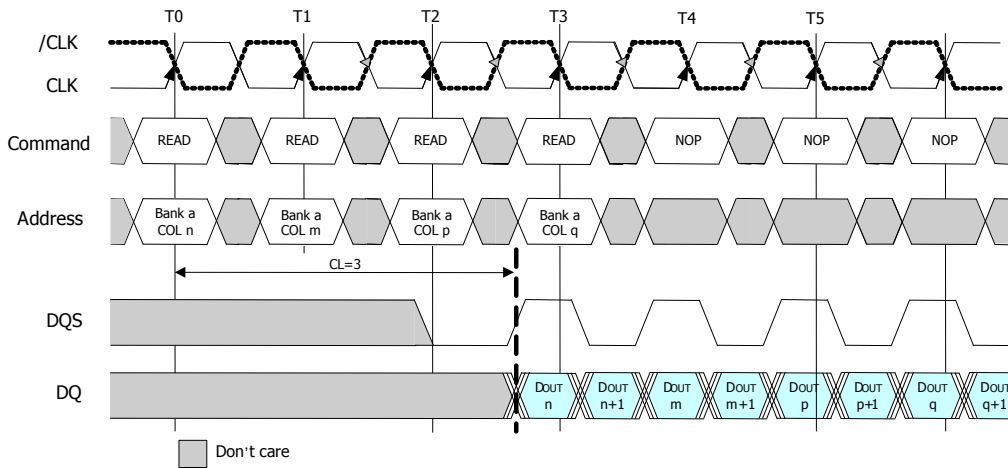 T0 T1 T2 T3 T4 T5
/CLK
CLK
Command READ READ READ READ NOP NOP NOP
Address Bank a COL n Bank a COL m Bank a COL p Bank a COL q
CL=3
DQS
DQ DOUT n DOUT n+1 DOUT m DOUT m+1 DOUT p DOUT p+1 DOUT q DOUT q+1
Don't care